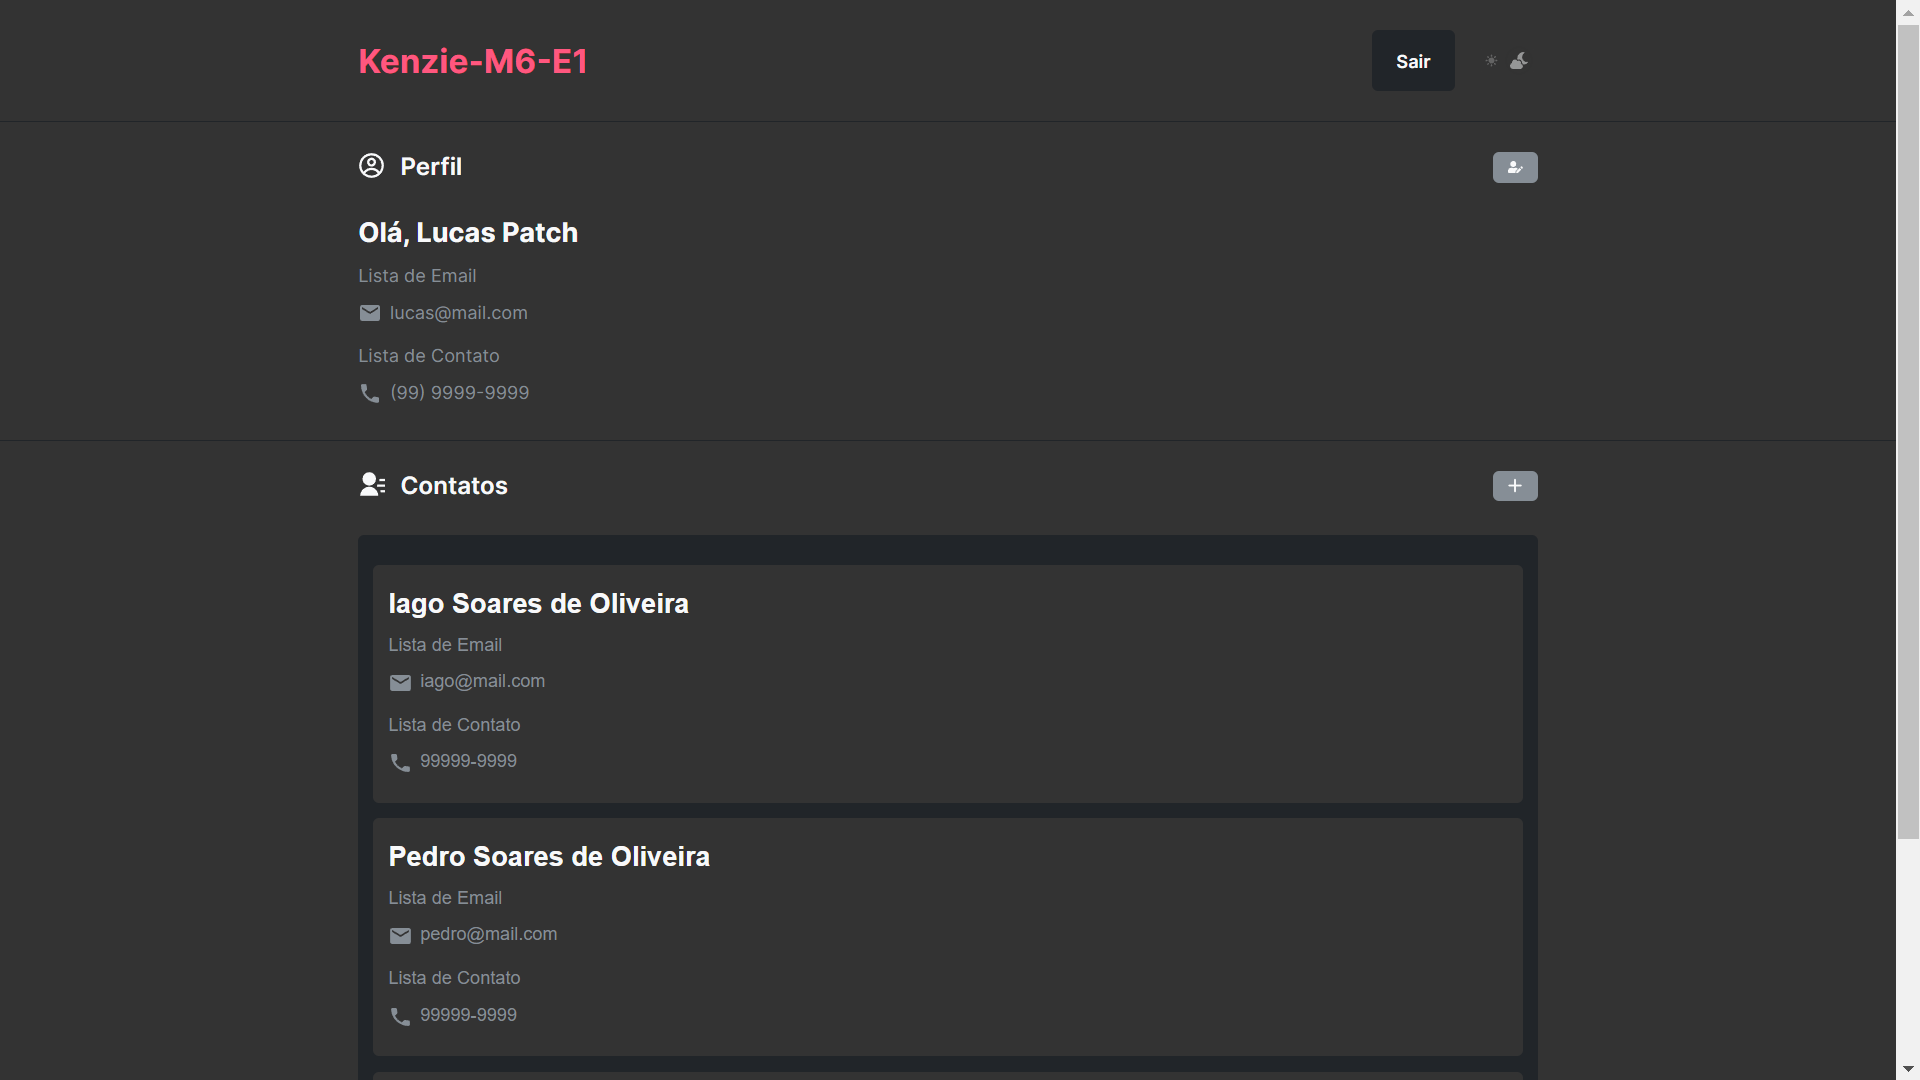 Kenzie-M6-E1
Sair
Perfil
Olá, Lucas Patch
Lista de Email
lucas@mail.com
Lista de Contato
(99) 9999-9999
Contatos
Iago Soares de Oliveira
Lista de Email
iago@mail.com
Lista de Contato
99999-9999
Pedro Soares de Oliveira
Lista de Email
pedro@mail.com
Lista de Contato
99999-9999